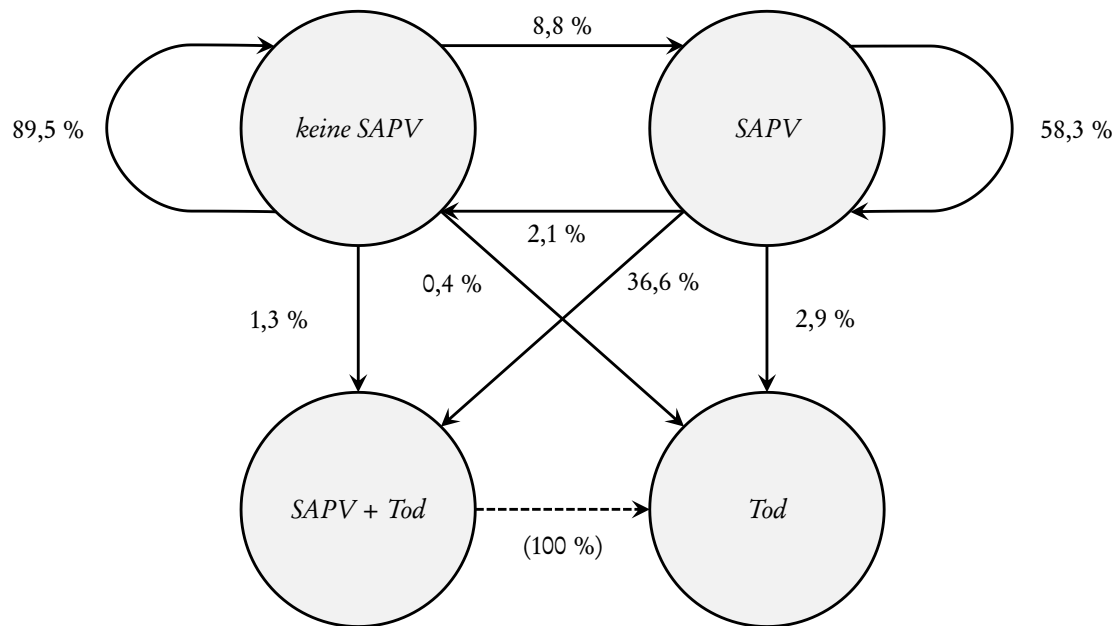 8,8 %
89,5 %
keine SAPV
SAPV
58,3 %
2,1 %
0,4 %
36,6 %
1,3 %
2,9 %
SAPV + Tod
Tod
(100 %)